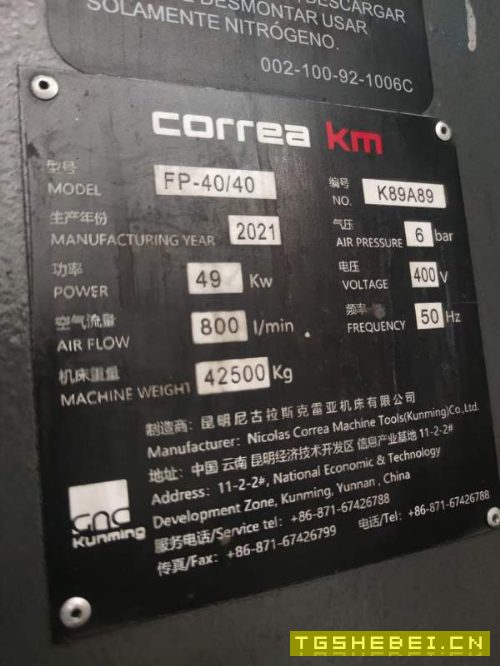 DESCARGAR
DESMONTAR USAR
SOLAMENTE NITRÓGENO.
002-100-92-1006C
correa km
型号
MODEL FP-40/40
编号
NO. K89A89
生产年份
MANUFACTURING YEAR 2021
气压
AIR PRESSURE 6 bar
功率
POWER 49 Kw
电压
VOLTAGE 400 V
空气流量
AIR FLOW 800 l/min
频率
FREQUENCY 50 Hz
机床重量
MACHINE WEIGHT 42500 Kg
制造商: 昆明尼古拉斯克雷亚机床有限公司
Manufacturer: Nicolas Correa Machine Tools(Kunming)Co.,Ltd.
地址: 中国 云南 昆明经济技术开发区 信息产业基地 11-2-2#
Address: 11-2-2#, National Economic & Technology
Development Zone, Kunming, Yunnan , China
服务电话/Service tel: +86-871-67426788
电话/Tel: +86-871-67426788
传真/Fax: +86-871-67426799
GNC
Kunming
TGSHEBEI.CN